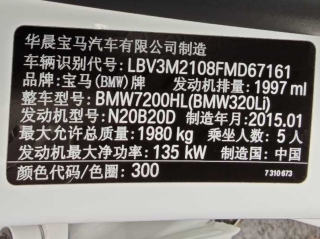 华晨宝马汽车有限公司制造
车辆识别代号：LBV3M2108FMD67161
品牌：宝马(BMW)牌 发动机排量：1997 ml
整车型号：BMW7200HL(BMW320Li)
发动机型号：N20B20D 制造年月：2015.01
最大允许总质量：1980 kg 乘坐人数：5人
发动机最大净功率：135 kW 制造国：中国
颜色代码/色圈：300
7 310 673